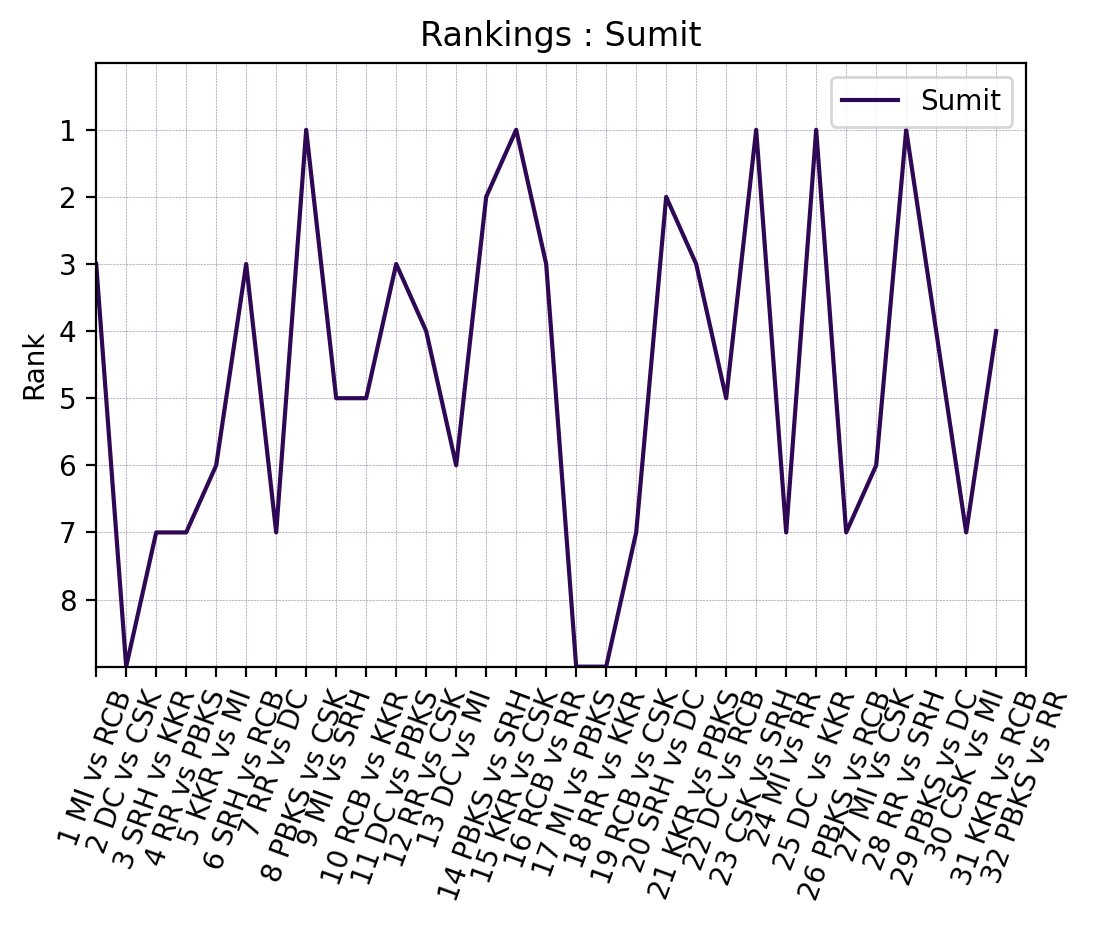 Rankings : Sumit
Sumit
Rank
1
2
3
4
5
6
7
8
1 MI vs RCB
2 DC vs CSK
3 SRH vs KKR
4 RR vs PBKS
5 KKR vs MI
6 SRH vs RCB
7 RR vs DC
8 PBKS vs CSK
9 MI vs SRH
10 RCB vs KKR
11 DC vs PBKS
12 RR vs CSK
13 DC vs MI
14 PBKS vs SRH
15 KKR vs CSK
16 RCB vs RR
17 MI vs PBKS
18 RR vs KKR
19 RCB vs CSK
20 SRH vs DC
21 KKR vs PBKS
22 DC vs RCB
23 CSK vs SRH
24 MI vs RR
25 DC vs KKR
26 PBKS vs RCB
27 MI vs CSK
28 RR vs SRH
29 PBKS vs DC
30 CSK vs MI
31 KKR vs RCB
32 PBKS vs RR